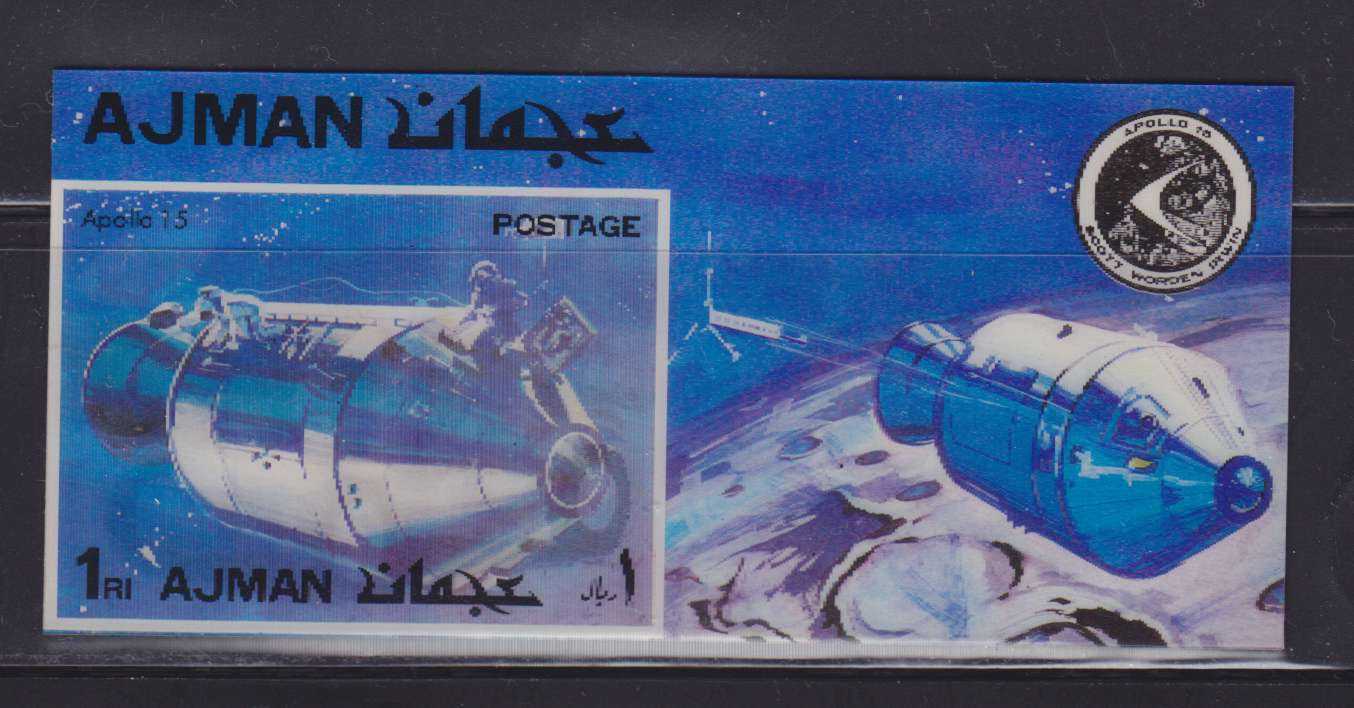 AJMAN عجمان
APOLLO 15
SCOTT WORDEN IRWIN
Apollo 15
POSTAGE
1RI AJMAN عجمان ١ ريال